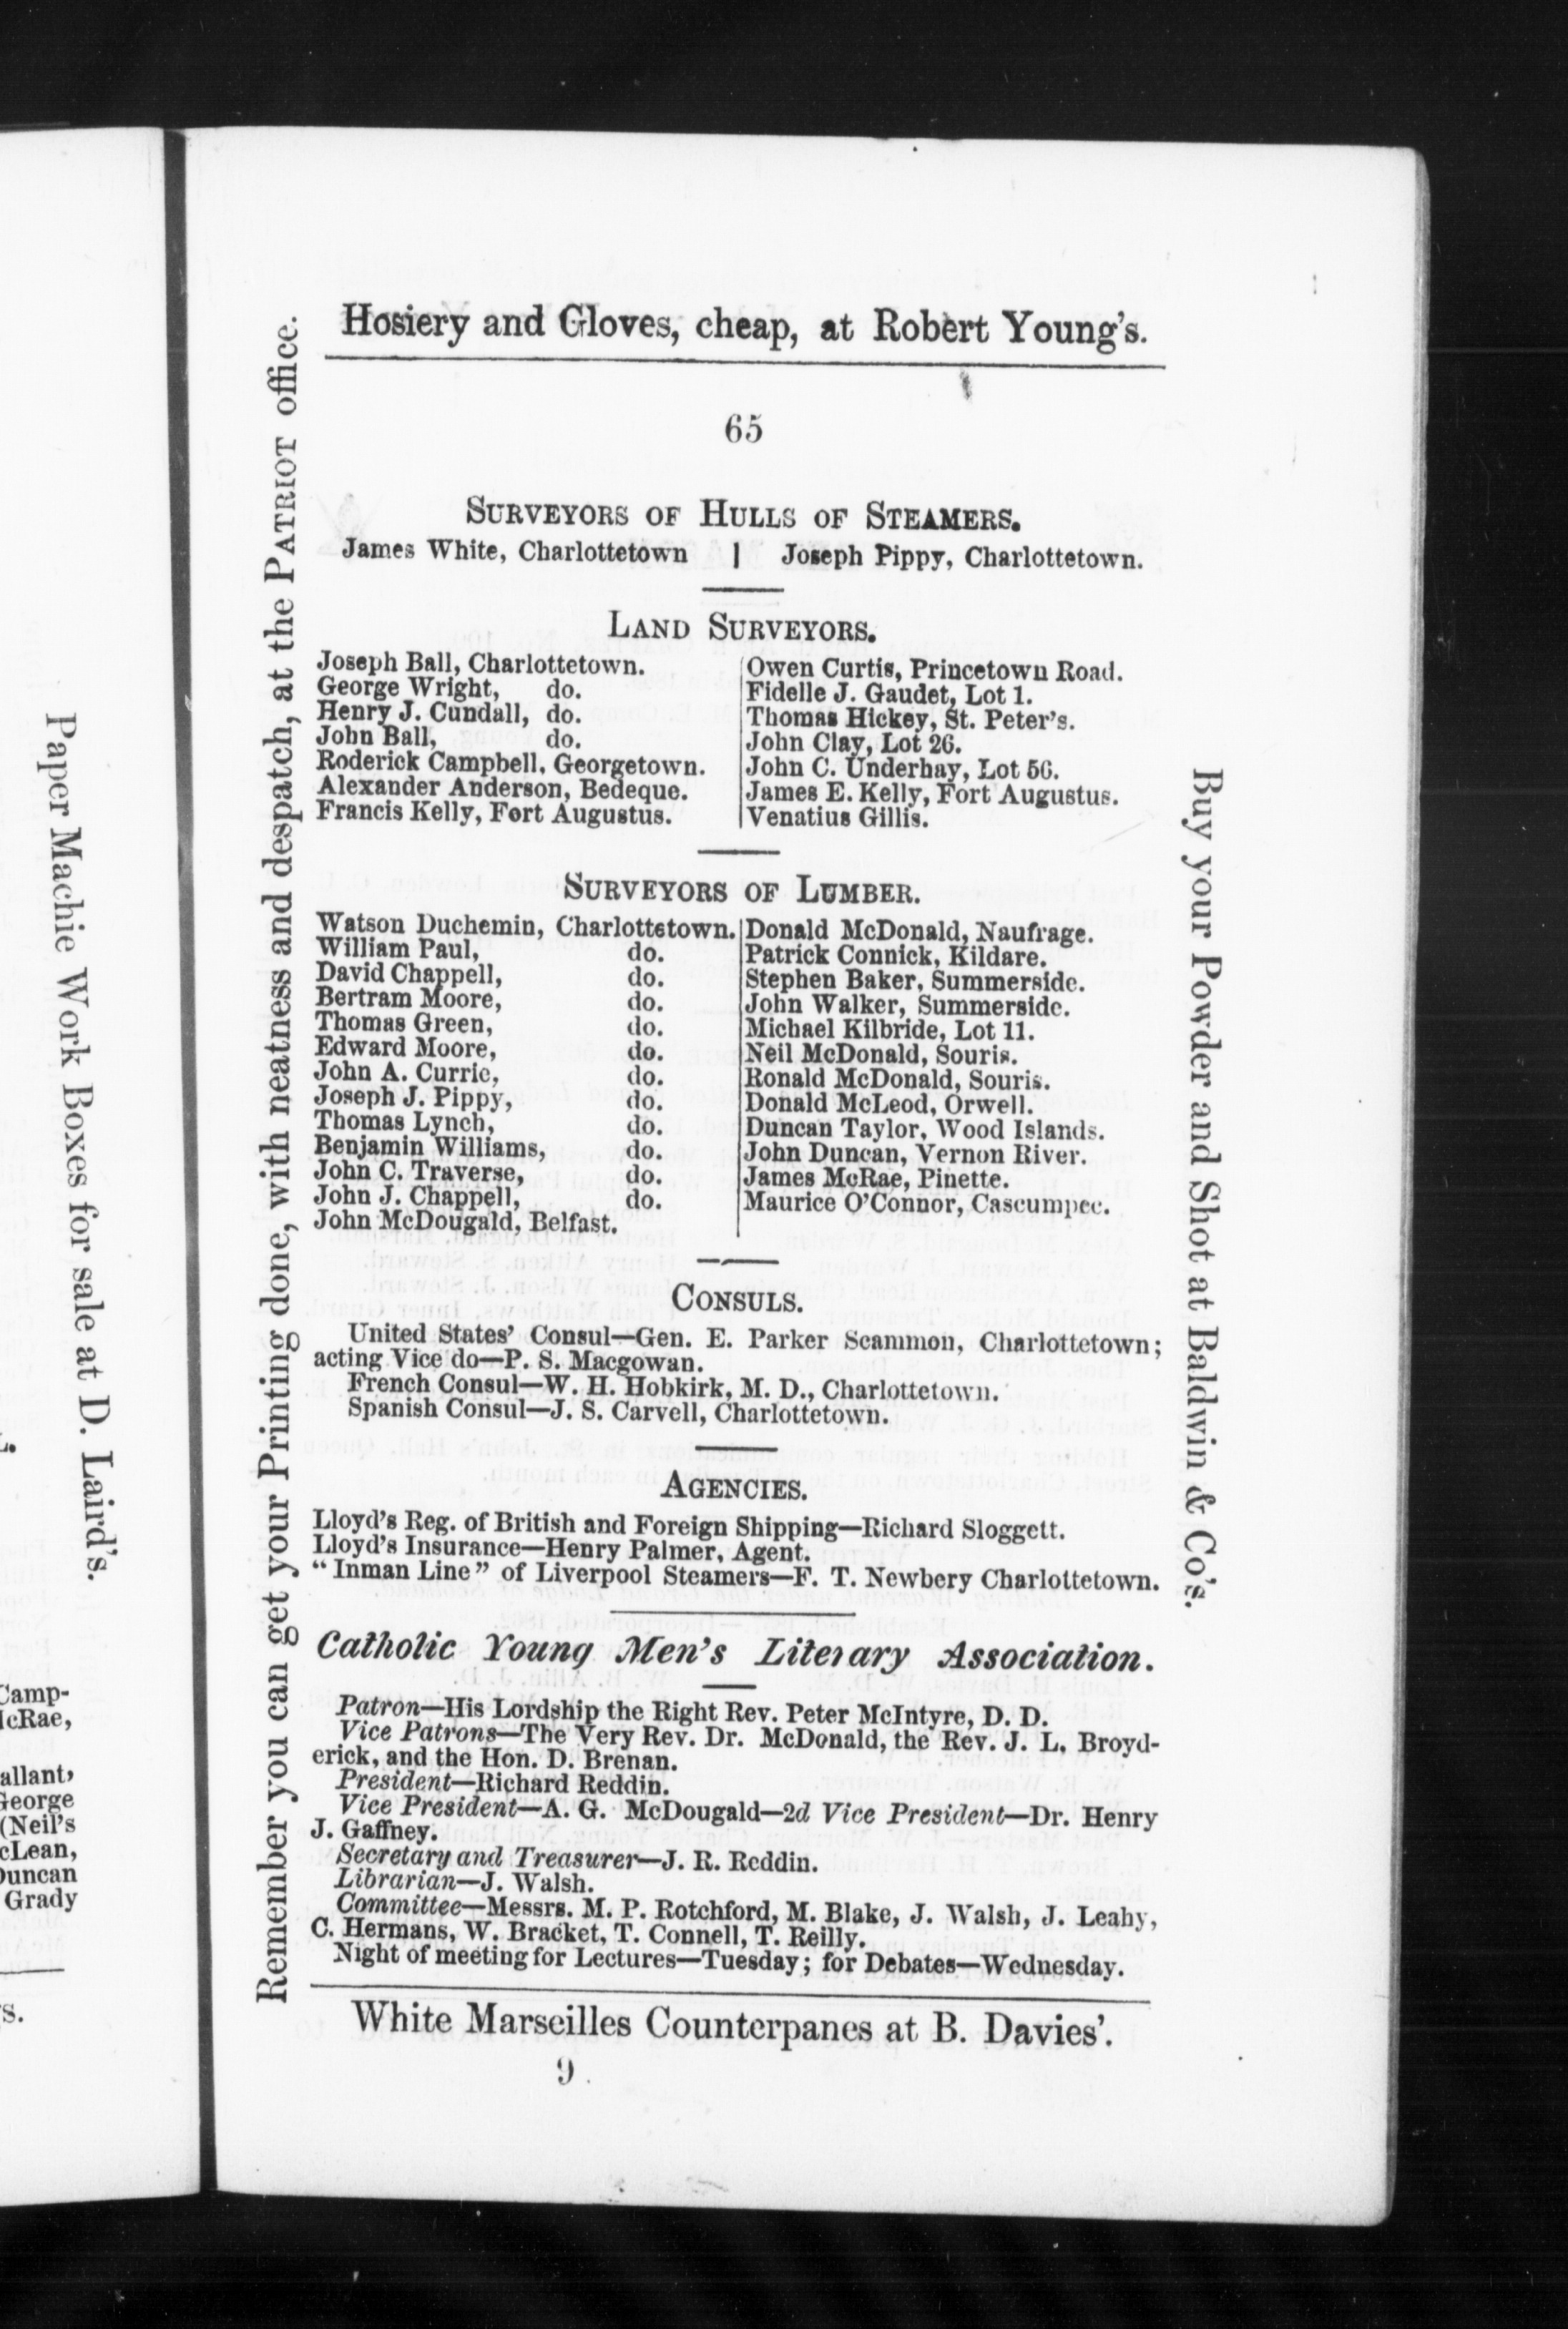 Hosiery and Gloves, cheap, at Robert Young's.
65
SURVEYORS OF HULLS OF STEAMERS.
James White, Charlottetown | Joseph Pippy, Charlottetown.
LAND SURVEYORS.
Joseph Ball, Charlottetown.
George Wright, do.
Henry J. Cundall, do.
John Ball, do.
Roderick Campbell, Georgetown.
Alexander Anderson, Bedeque.
Francis Kelly, Fort Augustus.
Owen Curtis, Princetown Road.
Fidelle J. Gaudet, Lot 1.
Thomas Hickey, St. Peter's.
John Clay, Lot 26.
John C. Underhay, Lot 56.
James E. Kelly, Fort Augustus.
Venatius Gillis.
SURVEYORS OF LUMBER.
Watson Duchemin, Charlottetown.
William Paul, do.
David Chappell, do.
Bertram Moore, do.
Thomas Green, do.
Edward Moore, do.
John A. Currie, do.
Joseph J. Pippy, do.
Thomas Lynch, do.
Benjamin Williams, do.
John C. Traverse, do.
John J. Chappell, do.
John McDougald, Belfast.
Donald McDonald, Naufrage.
Patrick Connick, Kildare.
Stephen Baker, Summerside.
John Walker, Summerside.
Michael Kilbride, Lot 11.
Neil McDonald, Souris.
Ronald McDonald, Souris.
Donald McLeod, Orwell.
Duncan Taylor, Wood Islands.
John Duncan, Vernon River.
James McRae, Pinette.
Maurice O'Connor, Cascumpec.
CONSULS.
United States' Consul—Gen. E. Parker Scammon, Charlottetown;
acting Vice do—P. S. Macgowan.
French Consul—W. H. Hobkirk, M. D., Charlottetown.
Spanish Consul—J. S. Carvell, Charlottetown.
AGENCIES.
Lloyd's Reg. of British and Foreign Shipping—Richard Sloggett.
Lloyd's Insurance—Henry Palmer, Agent.
"Inman Line" of Liverpool Steamers—F. T. Newbery Charlottetown.
Catholic Young Men's Literary Association.
Patron—His Lordship the Right Rev. Peter McIntyre, D. D.
Vice Patrons—The Very Rev. Dr. McDonald, the Rev. J. L. Broyd-
erick, and the Hon. D. Brenan.
President—Richard Reddin.
Vice President—A. G. McDougald—2d Vice President—Dr. Henry
J. Gaffney.
Secretary and Treasurer—J. R. Reddin.
Librarian—J. Walsh.
Committee—Messrs. M. P. Rotchford, M. Blake, J. Walsh, J. Leahy,
C. Hermans, W. Bracket, T. Connell, T. Reilly.
Night of meeting for Lectures—Tuesday; for Debates—Wednesday.
White Marseilles Counterpanes at B. Davies'.
9
Remember you can get your Printing done, with neatness and despatch, at the PATRIOT office.
Buy your Powder and Shot at Baldwin & Co's.
Paper Machie Work Boxes for sale at D. Laird's.
Camp-
McRae,
allant,
George
(Neil's
cLean,
Duncan
Grady